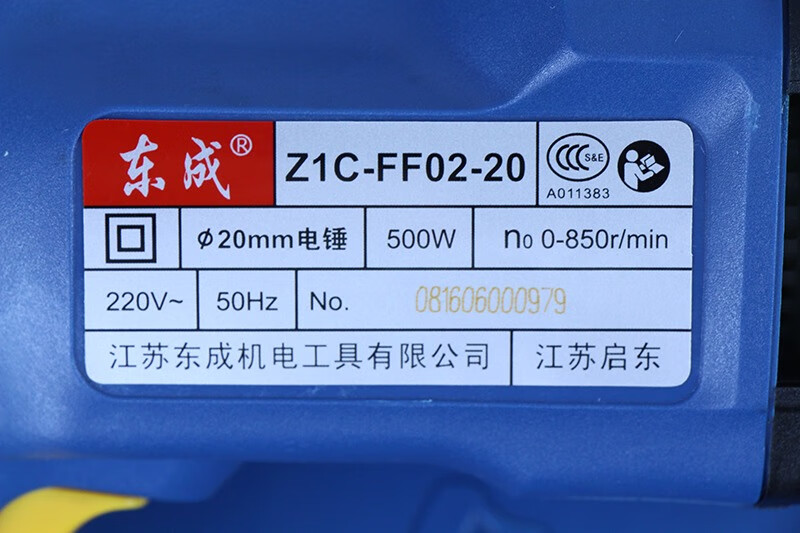 东成® Z1C-FF02-20 CCC S&E
A011383
φ20mm电锤 500W n₀ 0-850r/min
220V~ 50Hz No. 081606000979
江苏东成机电工具有限公司 江苏启东